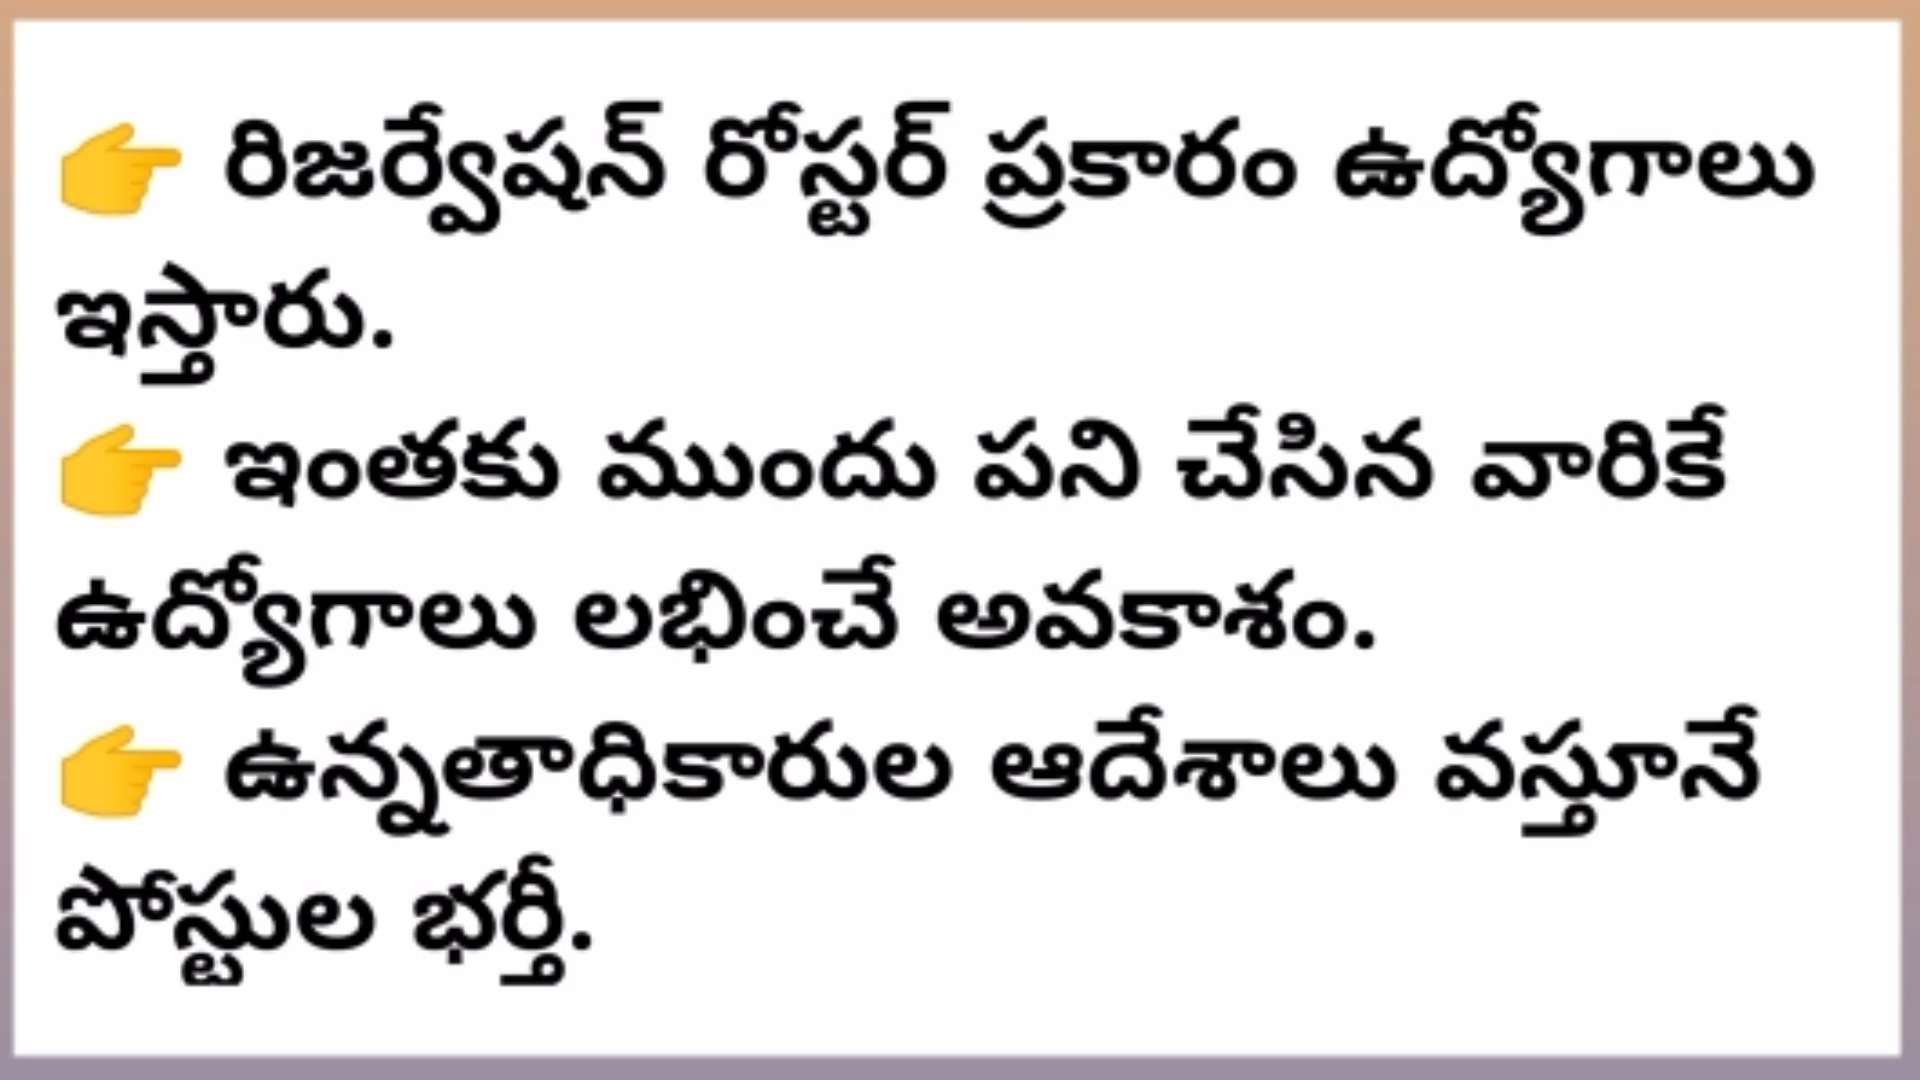 👉 రిజర్వేషన్ రోస్టర్ ప్రకారం ఉద్యోగాలు
ఇస్తారు.
👉 ఇంతకు ముందు పని చేసిన వారికే
ఉద్యోగాలు లభించే అవకాశం.
👉 ఉన్నతాధికారుల ఆదేశాలు వస్తూనే
పోస్టుల భర్తీ.